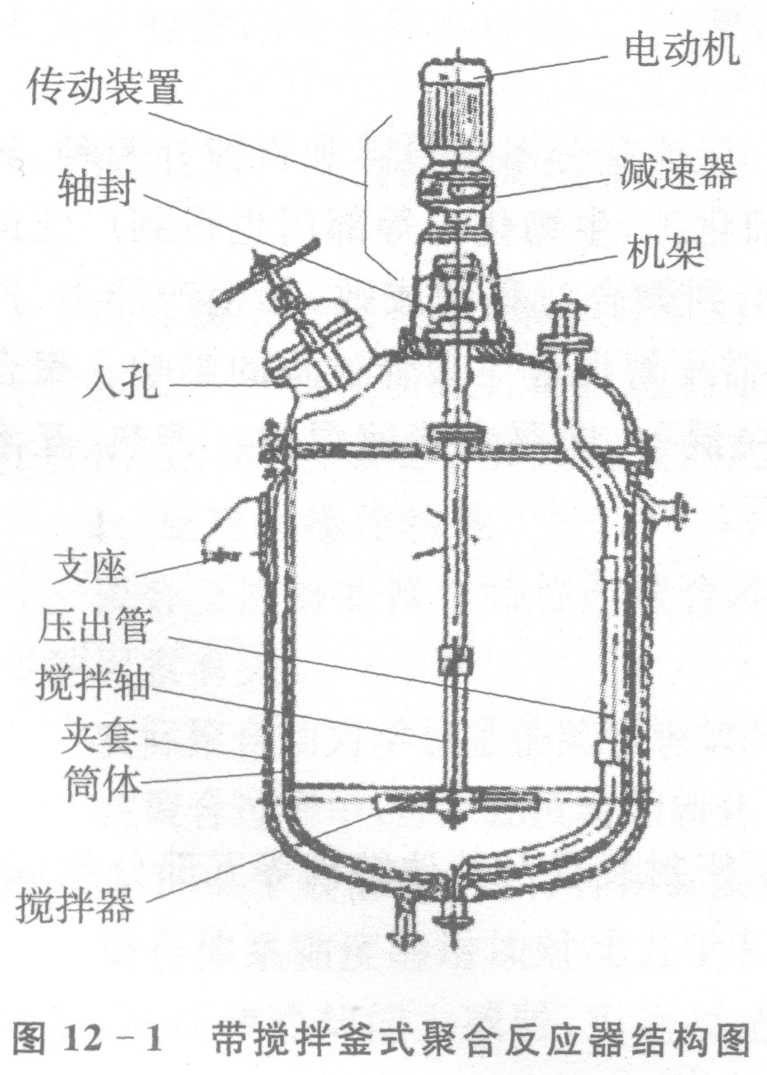 电动机
传动装置
减速器
轴封
机架
人孔
支座
压出管
搅拌轴
夹套
筒体
搅拌器
图 12-1 带搅拌釜式聚合反应器结构图